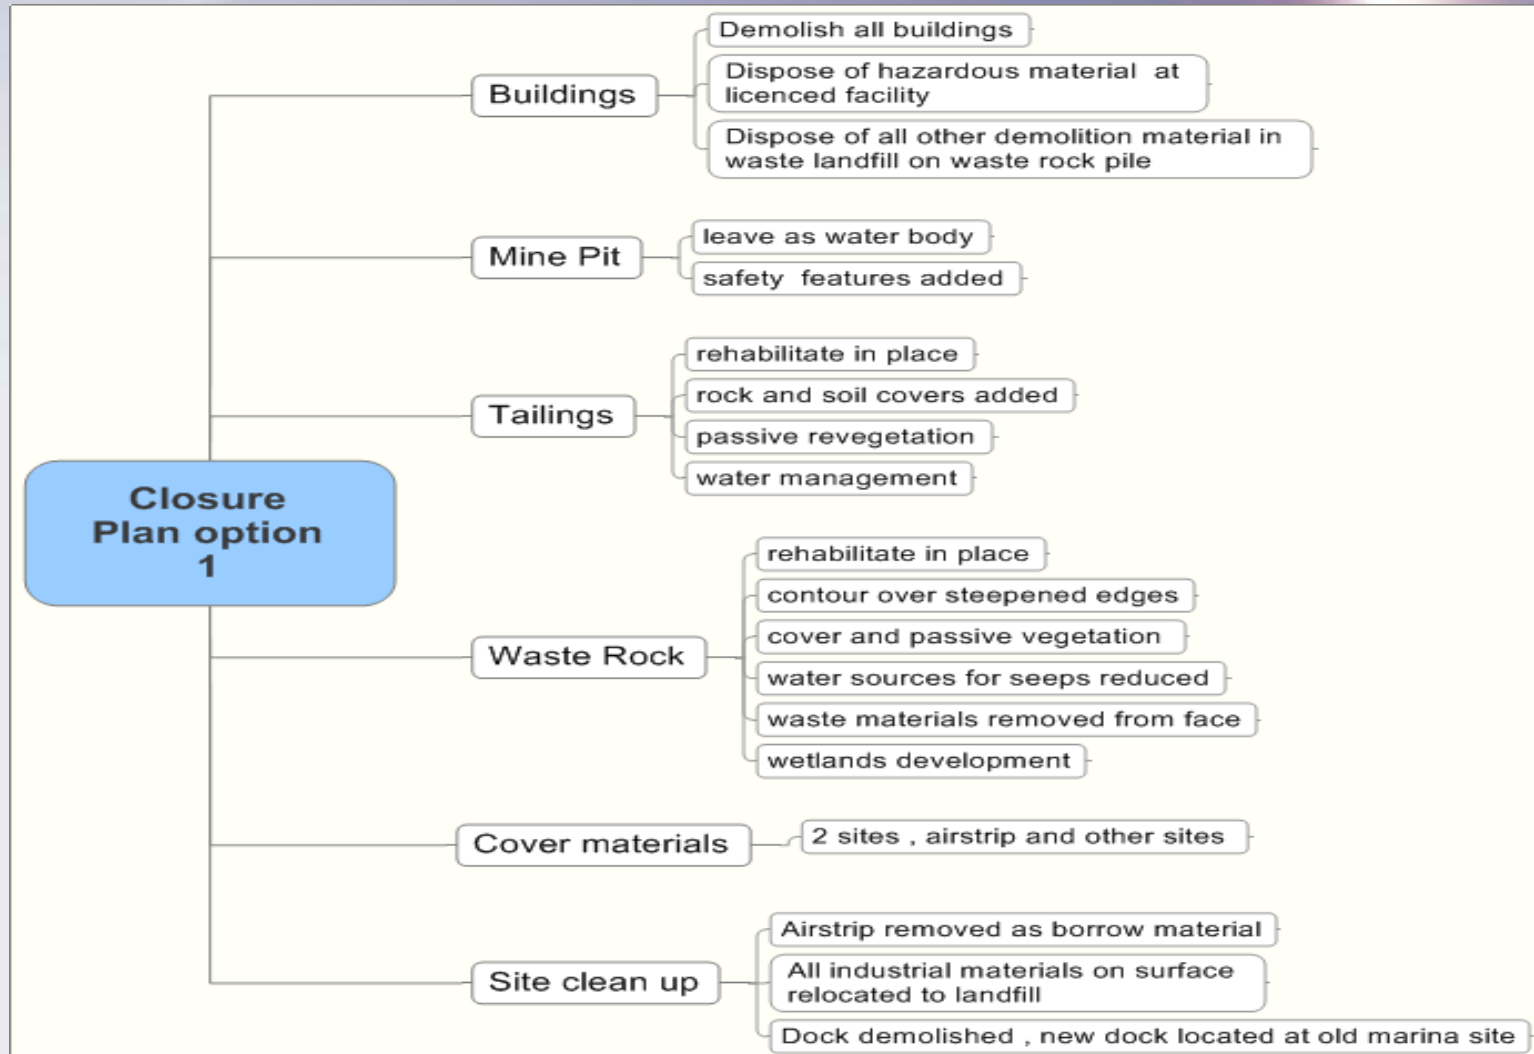 Closure
Plan option
1
Buildings
Demolish all buildings
Dispose of hazardous material at
licenced facility
Dispose of all other demolition material in
waste landfill on waste rock pile
Mine Pit
leave as water body
safety features added
Tailings
rehabilitate in place
rock and soil covers added
passive revegetation
water management
Waste Rock
rehabilitate in place
contour over steepened edges
cover and passive vegetation
water sources for seeps reduced
waste materials removed from face
wetlands development
Cover materials
2 sites , airstrip and other sites
Site clean up
Airstrip removed as borrow material
All industrial materials on surface
relocated to landfill
Dock demolished , new dock located at old marina site